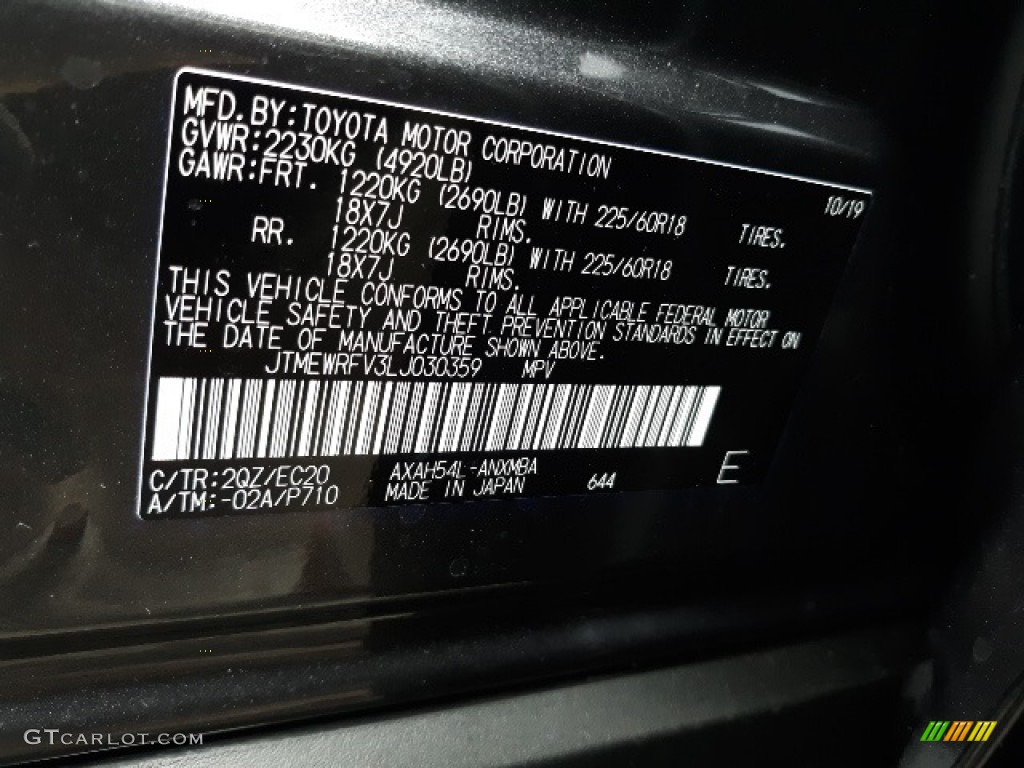 MFD. BY: TOYOTA MOTOR CORPORATION 10/19
GVWR: 2230KG (4920LB)
GAWR: FRT. 1220KG (2690LB) WITH 225/60R18 TIRES.
18X7J RIMS.
RR. 1220KG (2690LB) WITH 225/60R18 TIRES.
18X7J RIMS.
THIS VEHICLE CONFORMS TO ALL APPLICABLE FEDERAL MOTOR
VEHICLE SAFETY AND THEFT PREVENTION STANDARDS IN EFFECT ON
THE DATE OF MANUFACTURE SHOWN ABOVE.
JTMEWRFV3LJ030359 MPV
C/TR: 2QZ/EC20 AXAH54L-ANXMBA 644 E
A/TM: -02A/P710 MADE IN JAPAN
GTCARLOT.COM